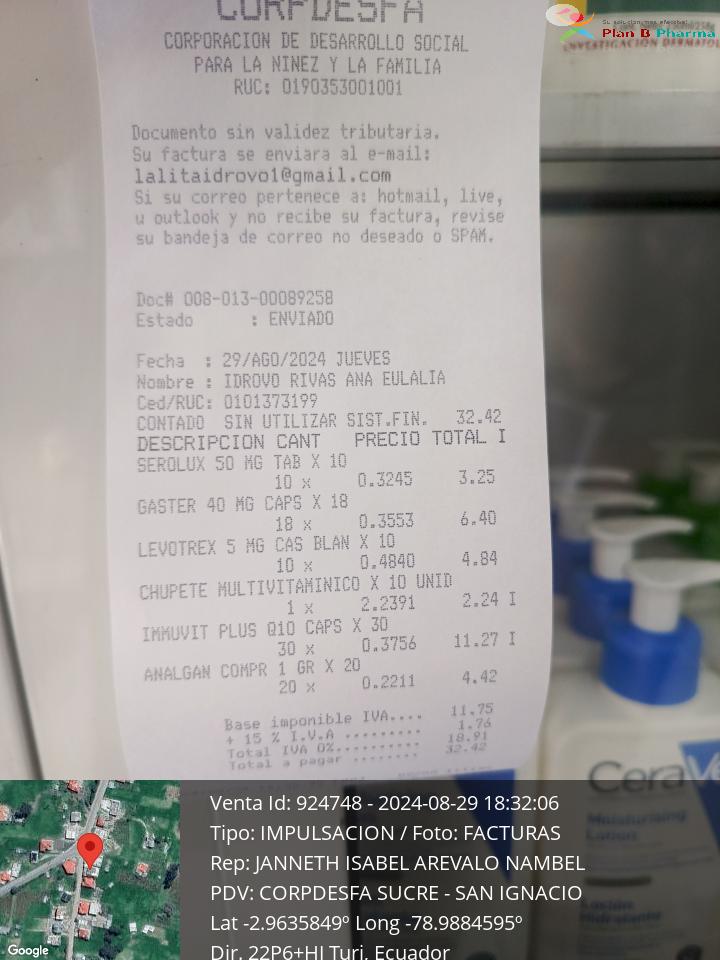 CORPDESFA
CORPORACION DE DESARROLLO SOCIAL
PARA LA NINEZ Y LA FAMILIA
RUC: 0190353001001
Documento sin validez tributaria.
Su factura se enviara al e-mail:
lalitaidrovo1@gmail.com
Si su correo pertenece a: hotmail, live,
u outlook y no recibe su factura, revise
su bandeja de correo no deseado o SPAM.
Doc# 008-013-00089258
Estado : ENVIADO
Fecha : 29/AGO/2024 JUEVES
Nombre : IDROVO RIVAS ANA EULALIA
Ced/RUC: 0101373199
CONTADO SIN UTILIZAR SIST.FIN. 32.42
DESCRIPCION CANT PRECIO TOTAL I
SEROLUX 50 MG TAB X 10
10 x 0.3245 3.25
GASTER 40 MG CAPS X 18
18 x 0.3553 6.40
LEVOTREX 5 MG CAS BLAN X 10
10 x 0.4840 4.84
CHUPETE MULTIVITAMINICO X 10 UNID
1 x 2.2391 2.24 I
IMMUVIT PLUS Q10 CAPS X 30
30 x 0.3756 11.27 I
ANALGAN COMPR 1 GR X 20
20 x 0.2211 4.42
Base imponible IVA.... 11.75
+ 15 % I.V.A ......... 1.76
Total IVA 0%.......... 18.91
Total a pagar ........ 32.42
Su solucion mas efectiva!
Plan B Pharma
INVESTIGACION
CeraVe
Moisturising
Lotion
Loción
Hidratante
Venta Id: 924748 - 2024-08-29 18:32:06
Tipo: IMPULSACION / Foto: FACTURAS
Rep: JANNETH ISABEL AREVALO NAMBEL
PDV: CORPDESFA SUCRE - SAN IGNACIO
Lat -2.9635849º Long -78.9884595º
Dir. 22P6+HJ Turi, Ecuador
Google